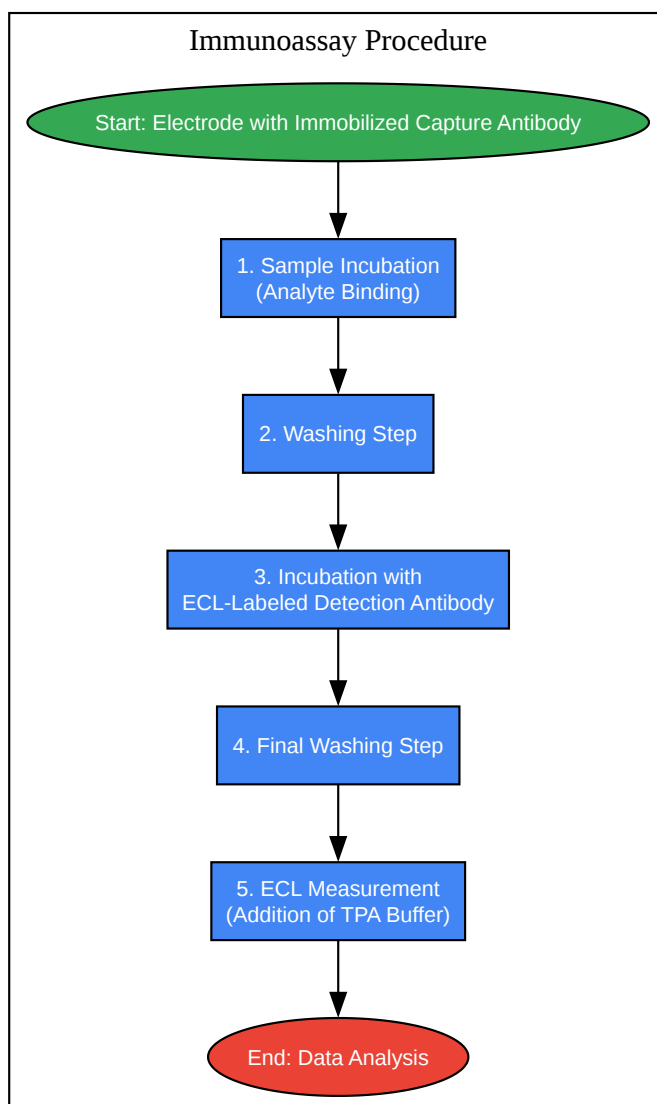 Immunoassay Procedure
Start: Electrode with Immobilized Capture Antibody
1. Sample Incubation
(Analyte Binding)
2. Washing Step
3. Incubation with
ECL-Labeled Detection Antibody
4. Final Washing Step
5. ECL Measurement
(Addition of TPA Buffer)
End: Data Analysis